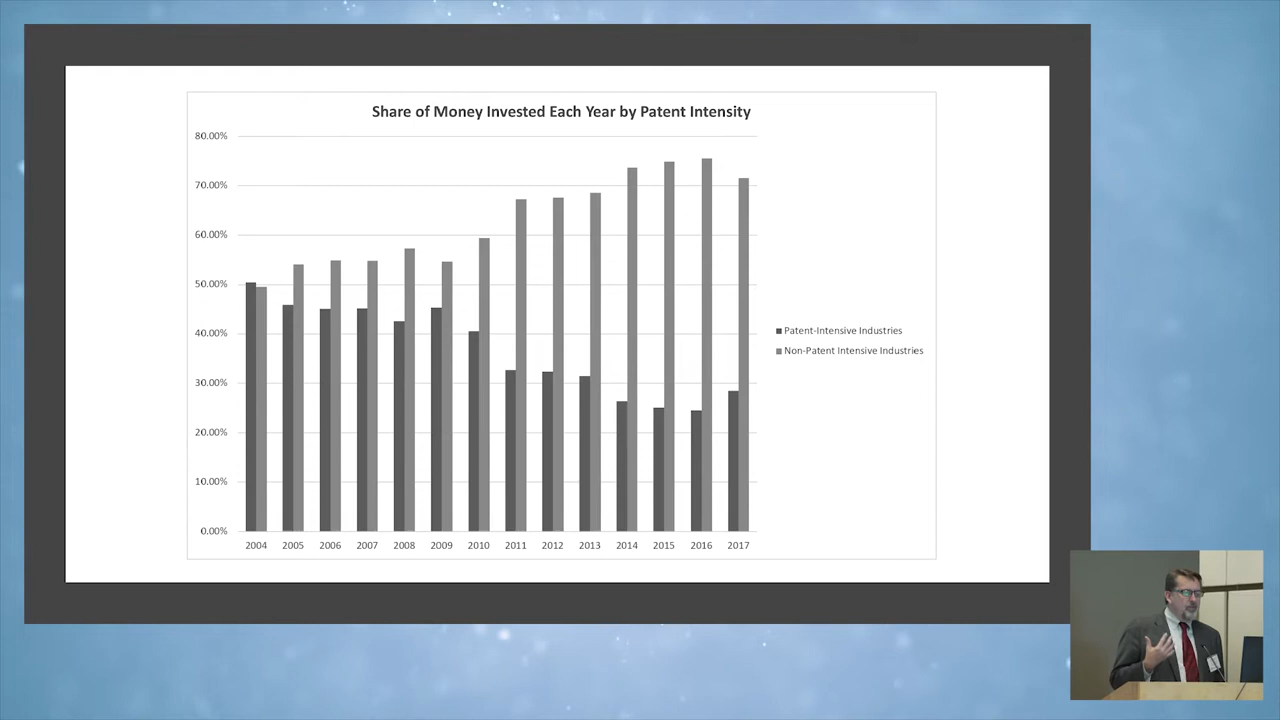 Share of Money Invested Each Year by Patent Intensity
80.00%
70.00%
60.00%
50.00%
40.00%
30.00%
20.00%
10.00%
0.00%
2004 2005 2006 2007 2008 2009 2010 2011 2012 2013 2014 2015 2016 2017
Patent-Intensive Industries
Non-Patent Intensive Industries